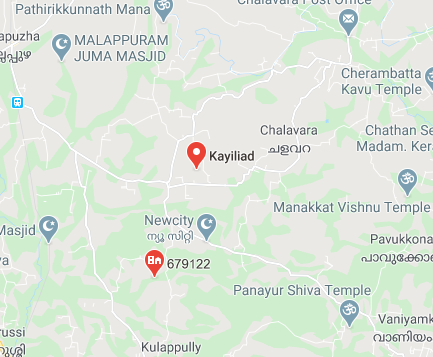 Chalavara Post Office
Pathirikkunnath Mana
apuzha
MALAPPURAM
JUMA MASJID
Cherambatta
Kavu Temple
Chalavara
ചളവറ
Chathan Se
Madam. Kera
Kayiliad
Manakkat Vishnu Temple
Newcity
ന്യൂ സിറ്റി
Masjid
Pavukkona
പാവുക്കോ
679122
Panayur Shiva Temple
Vaniyamk
വാണിയം
russi
Kulappully